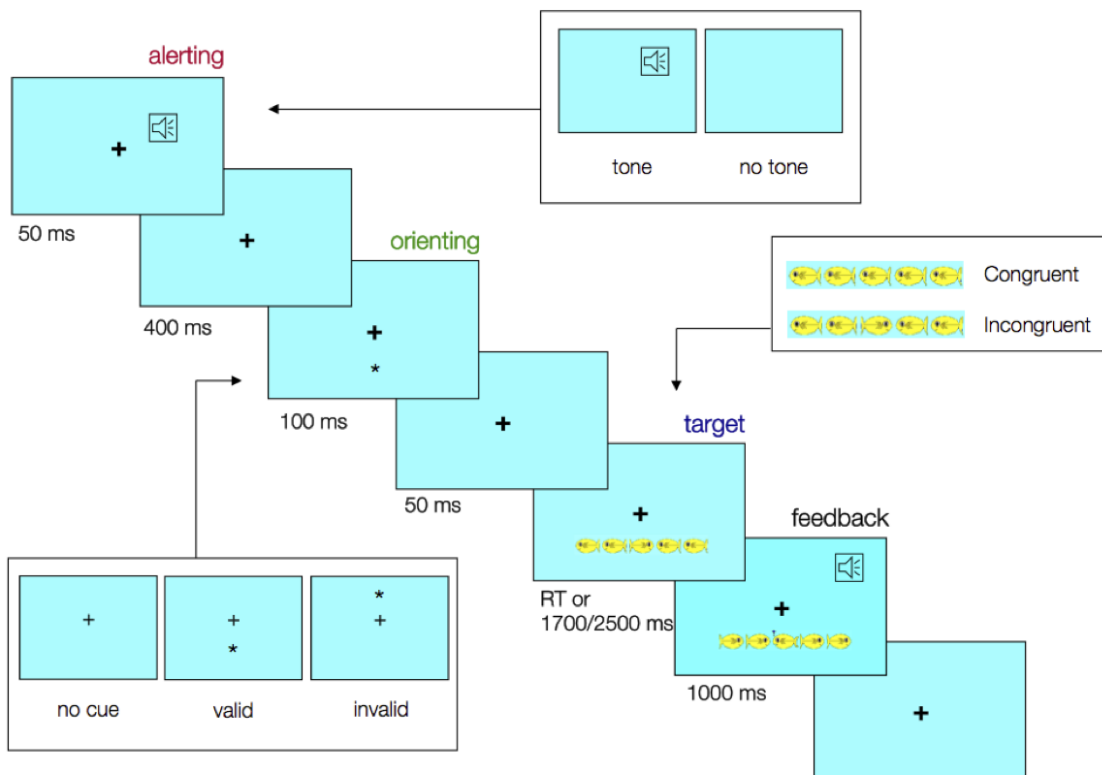 alerting
+
50 ms
tone
no tone
+
400 ms
orienting
+
*
100 ms
Congruent
Incongruent
+
50 ms
target
+
RT or
1700/2500 ms
feedback
+
1000 ms
+
+
no cue
+
*
valid
*
+
invalid